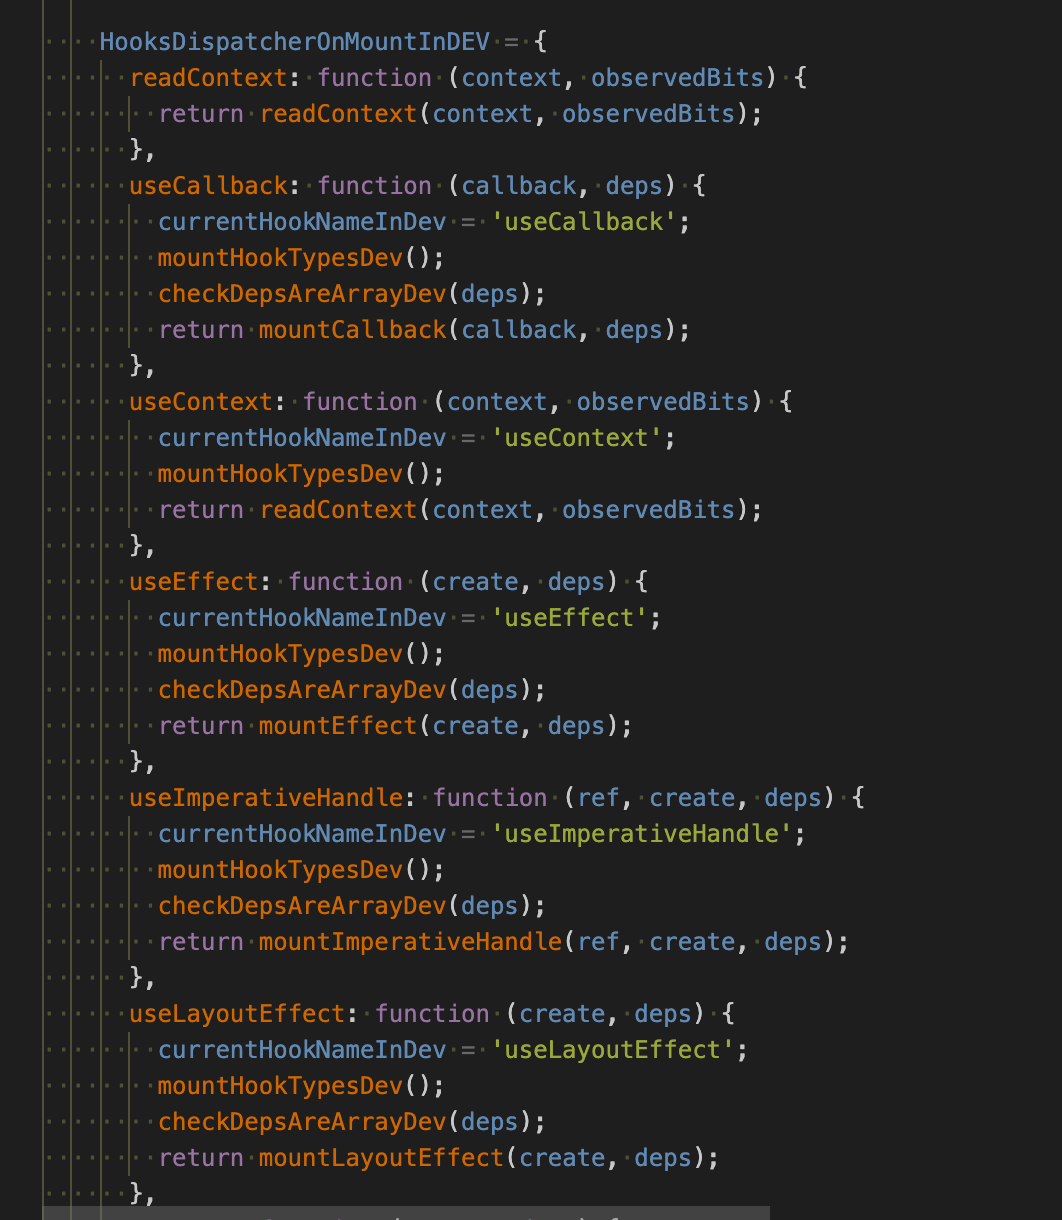 HooksDispatcherOnMountInDEV = {
readContext: function (context, observedBits) {
return readContext(context, observedBits);
},
useCallback: function (callback, deps) {
currentHookNameInDev = 'useCallback';
mountHookTypesDev();
checkDepsAreArrayDev(deps);
return mountCallback(callback, deps);
},
useContext: function (context, observedBits) {
currentHookNameInDev = 'useContext';
mountHookTypesDev();
return readContext(context, observedBits);
},
useEffect: function (create, deps) {
currentHookNameInDev = 'useEffect';
mountHookTypesDev();
checkDepsAreArrayDev(deps);
return mountEffect(create, deps);
},
useImperativeHandle: function (ref, create, deps) {
currentHookNameInDev = 'useImperativeHandle';
mountHookTypesDev();
checkDepsAreArrayDev(deps);
return mountImperativeHandle(ref, create, deps);
},
useLayoutEffect: function (create, deps) {
currentHookNameInDev = 'useLayoutEffect';
mountHookTypesDev();
checkDepsAreArrayDev(deps);
return mountLayoutEffect(create, deps);
},